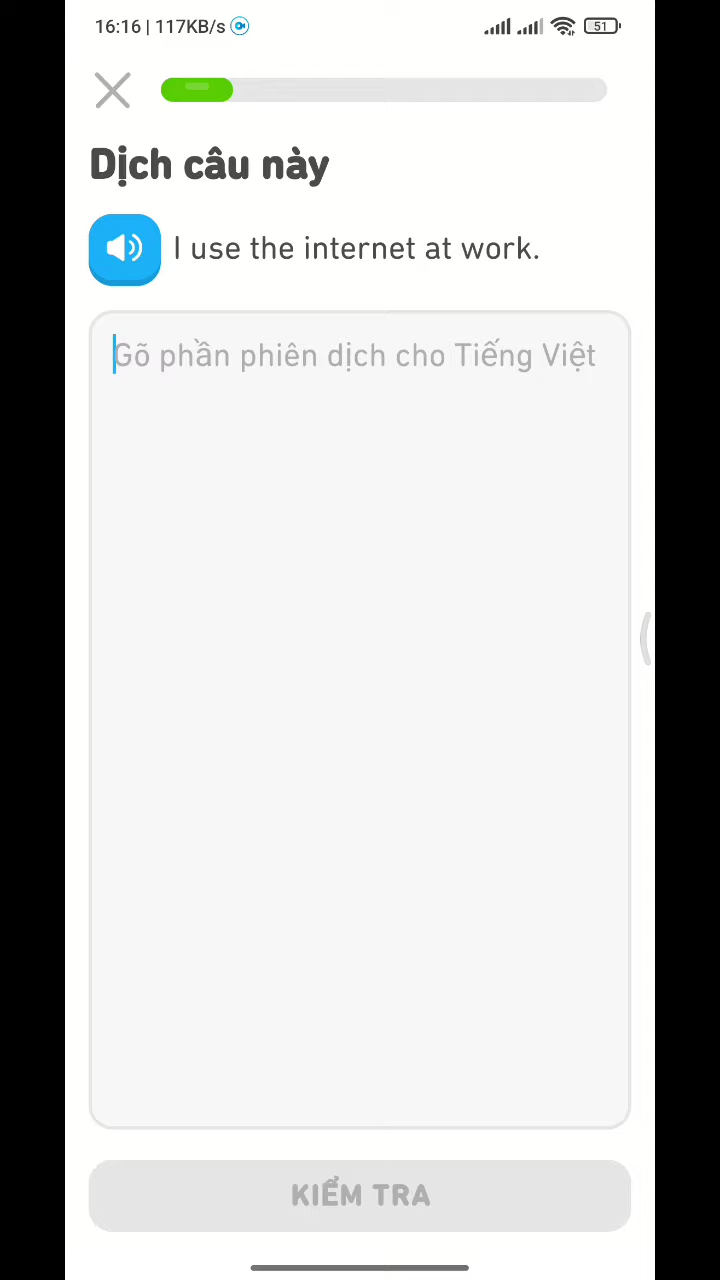 16:16 | 117KB/s
51
Dịch câu này
I use the internet at work.
Gõ phần phiên dịch cho Tiếng Việt
KIỂM TRA